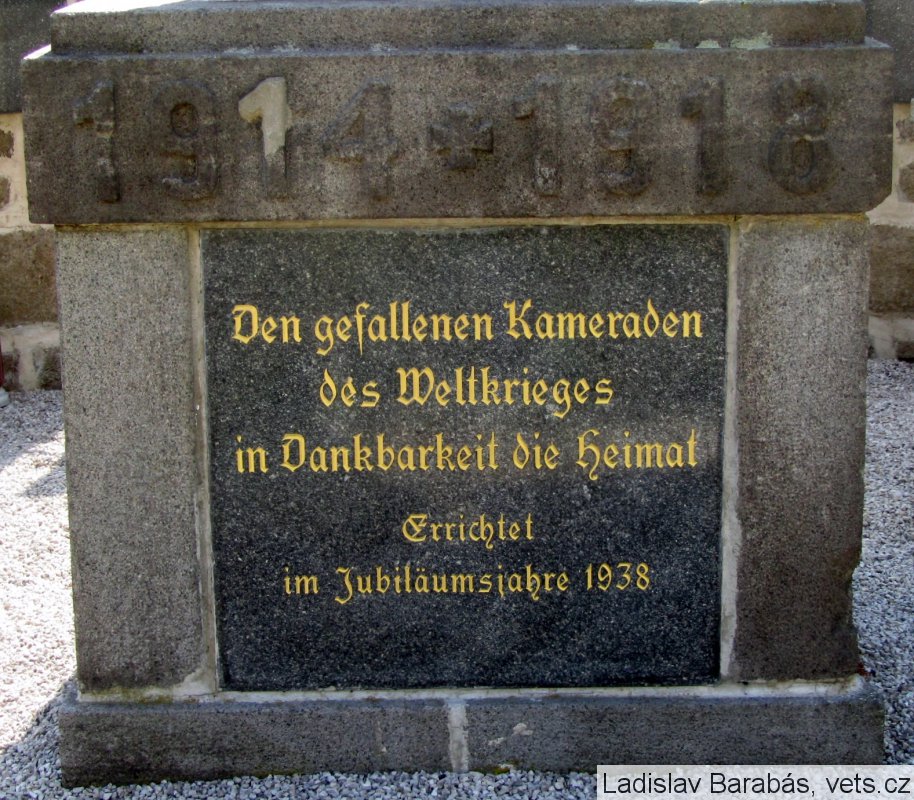 1914 ✠ 1918
Den gefallenen Kameraden
des Weltkrieges
in Dankbarkeit die Heimat
Errichtet
im Jubiläumsjahre 1938
Ladislav Barabás, vets.cz